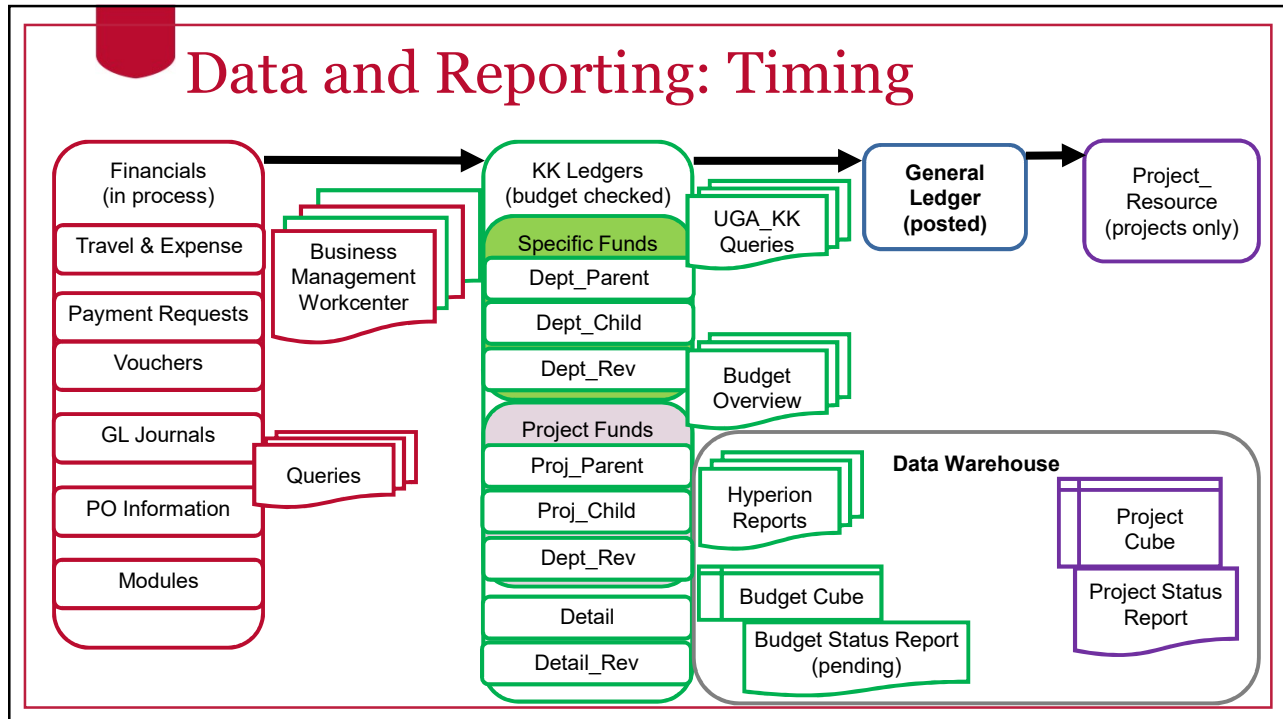 Data and Reporting: Timing
Financials
(in process)
Travel & Expense
Payment Requests
Vouchers
GL Journals
PO Information
Modules
Business
Management
Workcenter
Queries
KK Ledgers
(budget checked)
Specific Funds
Dept_Parent
Dept_Child
Dept_Rev
Project Funds
Proj_Parent
Proj_Child
Dept_Rev
Detail
Detail_Rev
UGA_KK
Queries
Budget
Overview
General
Ledger
(posted)
Project_
Resource
(projects only)
Data Warehouse
Hyperion
Reports
Budget Cube
Budget Status Report
(pending)
Project
Cube
Project Status
Report